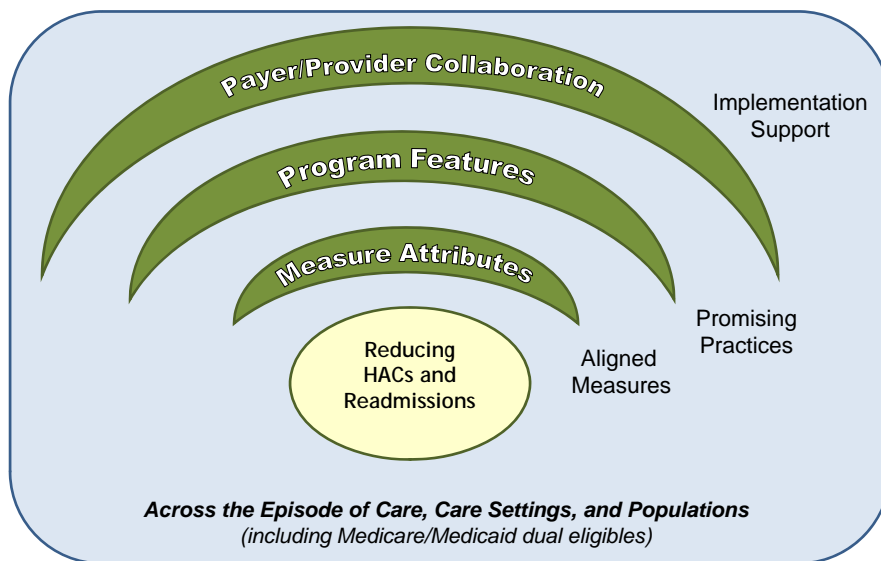 Payer/Provider Collaboration
Implementation
Support
Program Features
Measure Attributes
Promising
Practices
Reducing
HACs and
Readmissions
Aligned
Measures
Across the Episode of Care, Care Settings, and Populations
(including Medicare/Medicaid dual eligibles)